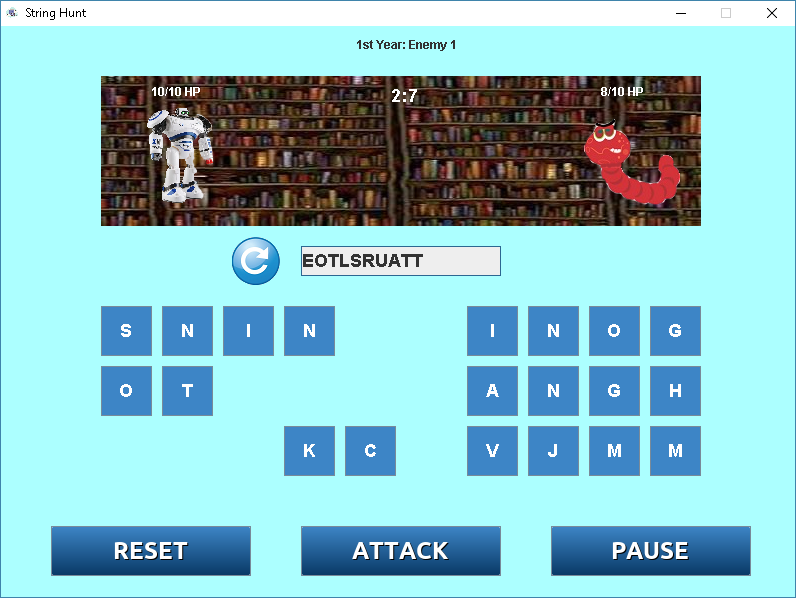 String Hunt
1st Year: Enemy 1
10/10 HP 2:7 8/10 HP
EOTLSRUATT
S N I N I N O G
O T A N G H
K C V J M M
RESET ATTACK PAUSE